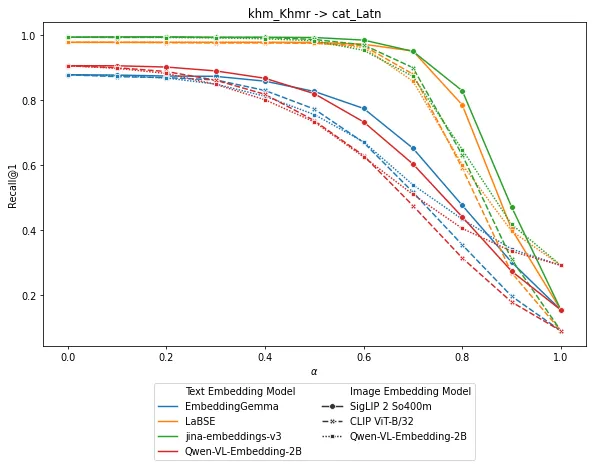 khm_Khmr -> cat_Latn
1.0
0.8
0.6
0.4
0.2
Recall@1
0.0
0.2
0.4
0.6
0.8
1.0
α
Text Embedding Model
EmbeddingGemma
LaBSE
jina-embeddings-v3
Qwen-VL-Embedding-2B
Image Embedding Model
SigLIP 2 So400m
CLIP ViT-B/32
Qwen-VL-Embedding-2B